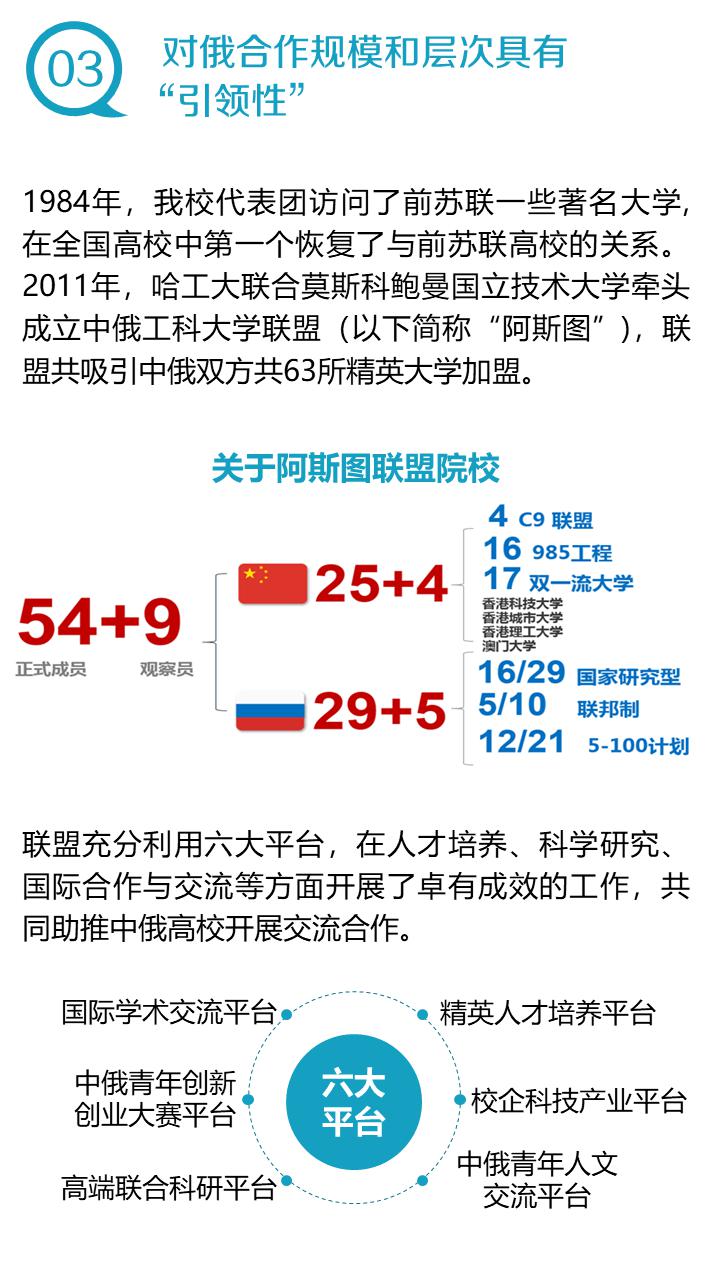 03
对俄合作规模和层次具有
“引领性”
1984年，我校代表团访问了前苏联一些著名大学,
在全国高校中第一个恢复了与前苏联高校的关系。
2011年，哈工大联合莫斯科鲍曼国立技术大学牵头
成立中俄工科大学联盟（以下简称“阿斯图”），联
盟共吸引中俄双方共63所精英大学加盟。
关于阿斯图联盟院校
54+9
正式成员 观察员
25+4
4 C9 联盟
16 985工程
17 双一流大学
香港科技大学
香港城市大学
香港理工大学
澳门大学
29+5
16/29 国家研究型
5/10 联邦制
12/21 5-100计划
联盟充分利用六大平台，在人才培养、科学研究、
国际合作与交流等方面开展了卓有成效的工作，共
同助推中俄高校开展交流合作。
六大
平台
国际学术交流平台
精英人才培养平台
中俄青年创新
创业大赛平台
校企科技产业平台
高端联合科研平台
中俄青年人文
交流平台